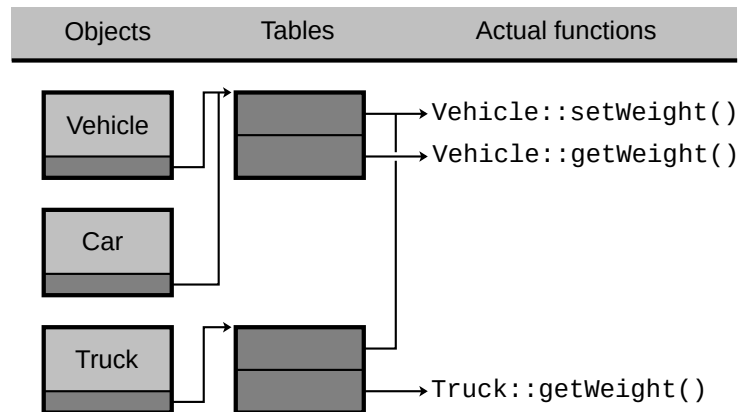 Objects Tables Actual functions
Vehicle
Vehicle::setWeight()
Vehicle::getWeight()
Car
Truck
Truck::getWeight()